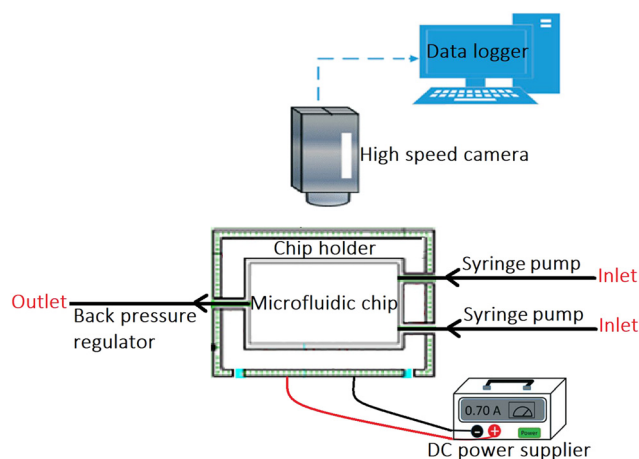 Data logger
High speed camera
Chip holder
Syringe pump
Inlet
Outlet
Microfluidic chip
Back pressure
regulator
Syringe pump
Inlet
0.70 A
- +
Power
DC power supplier